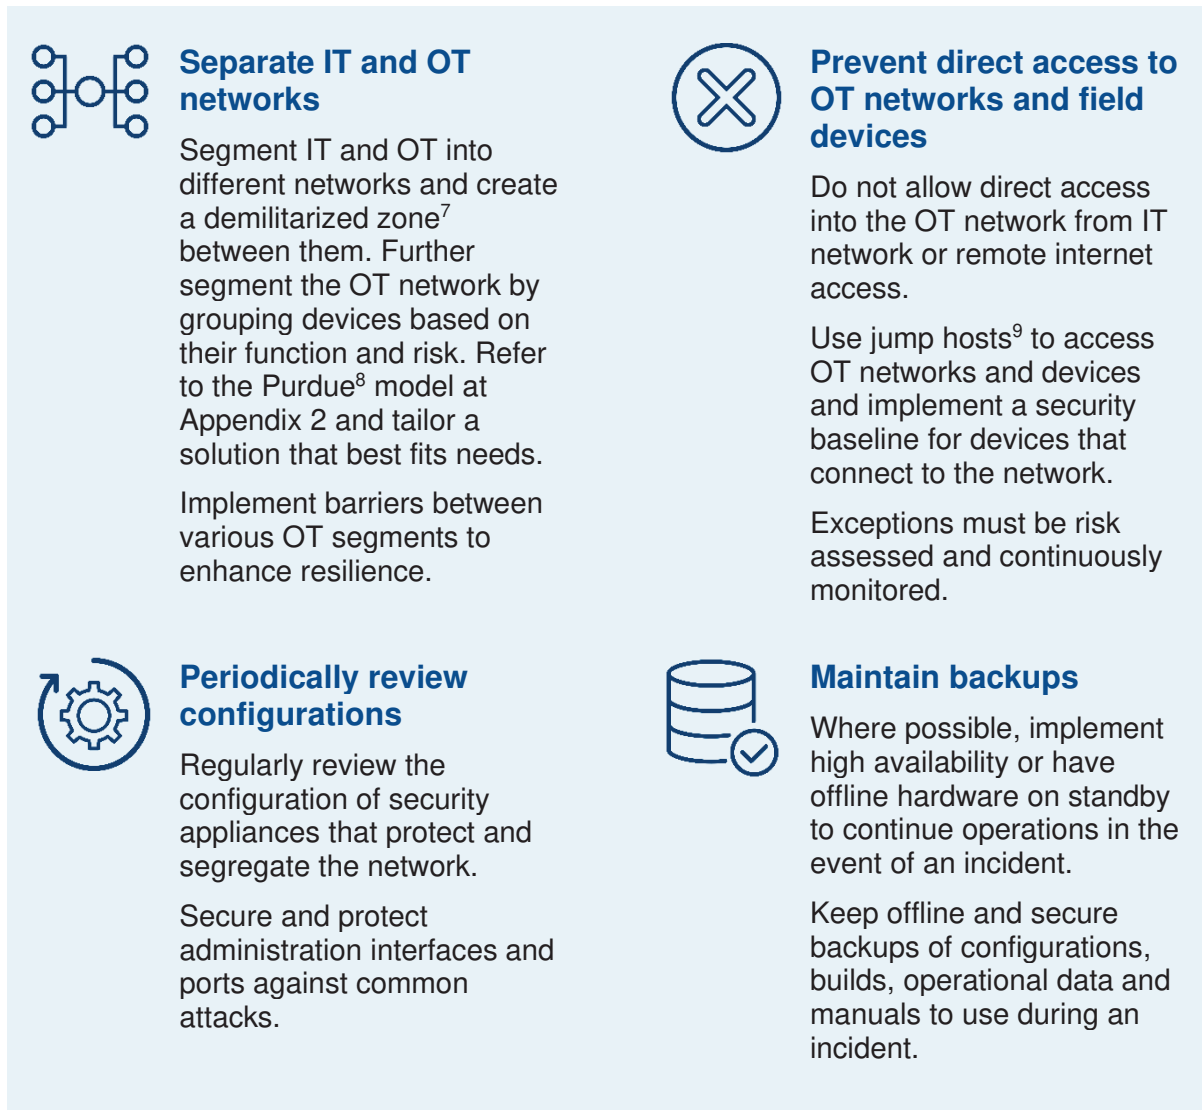 Separate IT and OT
networks
Segment IT and OT into
different networks and create
a demilitarized zone⁷
between them. Further
segment the OT network by
grouping devices based on
their function and risk. Refer
to the Purdue⁸ model at
Appendix 2 and tailor a
solution that best fits needs.
Implement barriers between
various OT segments to
enhance resilience.
Prevent direct access to
OT networks and field
devices
Do not allow direct access
into the OT network from IT
network or remote internet
access.
Use jump hosts⁹ to access
OT networks and devices
and implement a security
baseline for devices that
connect to the network.
Exceptions must be risk
assessed and continuously
monitored.
Periodically review
configurations
Regularly review the
configuration of security
appliances that protect and
segregate the network.
Secure and protect
administration interfaces and
ports against common
attacks.
Maintain backups
Where possible, implement
high availability or have
offline hardware on standby
to continue operations in the
event of an incident.
Keep offline and secure
backups of configurations,
builds, operational data and
manuals to use during an
incident.